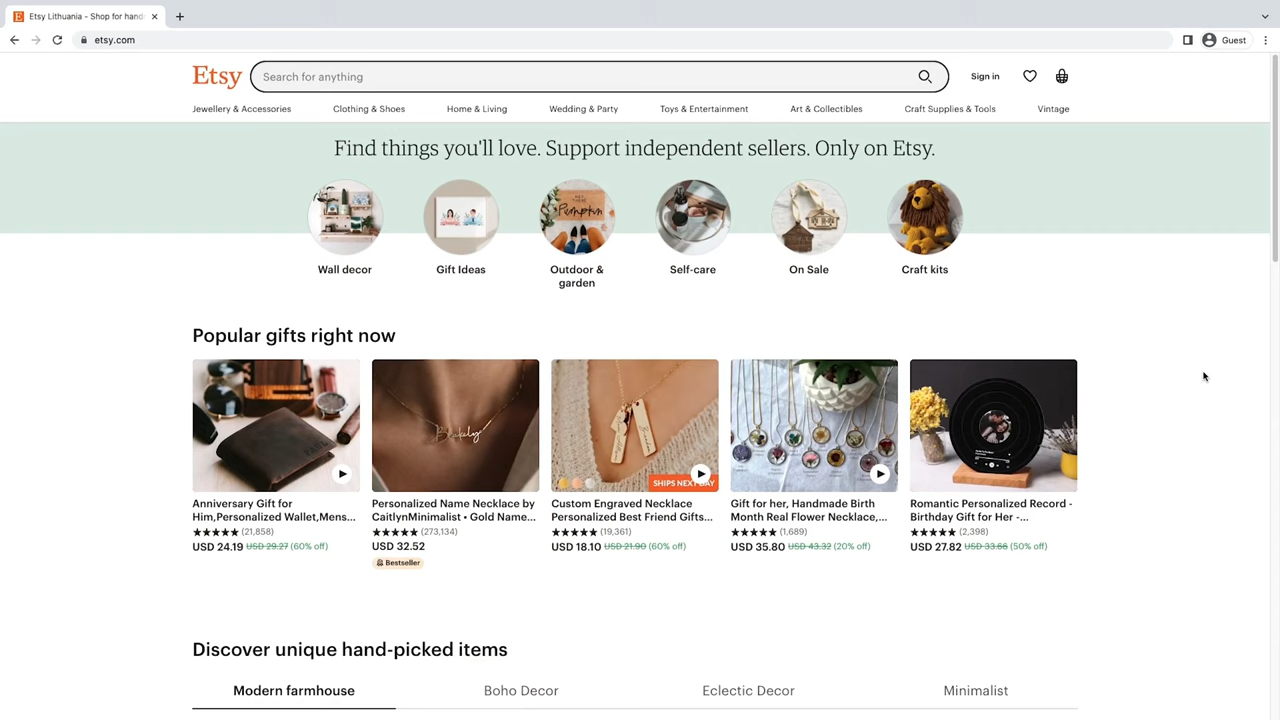 Etsy Lithuania - Shop for hand
etsy.com
Guest
Etsy
Search for anything
Sign in
Jewellery & Accessories
Clothing & Shoes
Home & Living
Wedding & Party
Toys & Entertainment
Art & Collectibles
Craft Supplies & Tools
Vintage
Find things you'll love. Support independent sellers. Only on Etsy.
Pumpkin
Wall decor
Gift Ideas
Outdoor &
garden
Self-care
On Sale
Craft kits
Popular gifts right now
Blakely
SHIPS NEXT DAY
Anniversary Gift for
Him,Personalized Wallet,Mens...
(21,858)
USD 24.19 USD 29.27 (60% off)
Personalized Name Necklace by
CaitlynMinimalist • Gold Name...
(273,134)
USD 32.52
Bestseller
Custom Engraved Necklace
Personalized Best Friend Gifts...
(19,361)
USD 18.10 USD 21.90 (60% off)
Gift for her, Handmade Birth
Month Real Flower Necklace,...
(1,689)
USD 35.80 USD 43.32 (20% off)
Romantic Personalized Record -
Birthday Gift for Her -...
(2,398)
USD 27.82 USD 33.66 (50% off)
Discover unique hand-picked items
Modern farmhouse
Boho Decor
Eclectic Decor
Minimalist